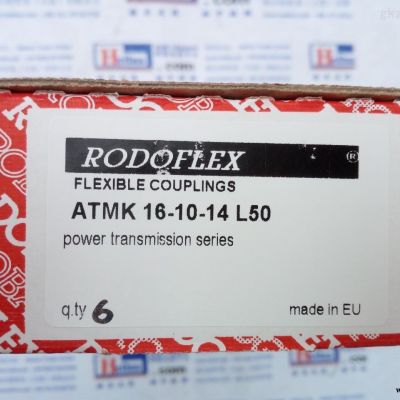 RODOFLEX ®
FLEXIBLE COUPLINGS
ATMK 16-10-14 L50
power transmission series
q.ty 6
made in EU